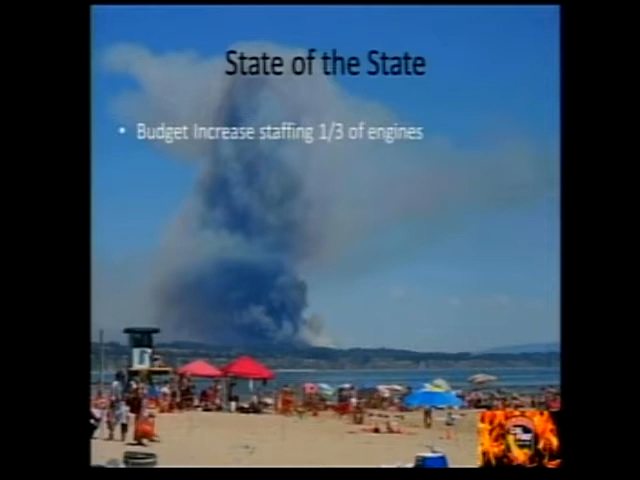 State of the State
• Budget Increase staffing 1/3 of engines